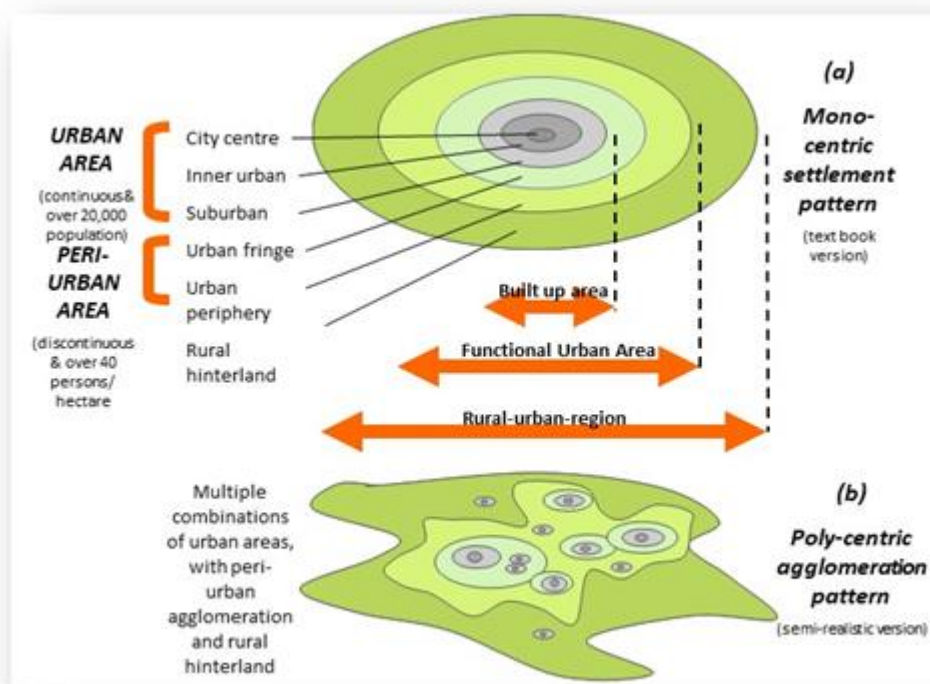 URBAN
AREA
(continuous&
over 20,000
population)
PERI-
URBAN
AREA
(discontinuous
& over 40
persons/
hectare
City centre
Inner urban
Suburban
Urban fringe
Urban
periphery
Rural
hinterland
Built up area
Functional Urban Area
Rural-urban-region
(a)
Mono-
centric
settlement
pattern
(text book
version)
Multiple
combinations
of urban areas,
with peri-
urban
agglomeration
and rural
hinterland
(b)
Poly-centric
agglomeration
pattern
(semi-realistic version)